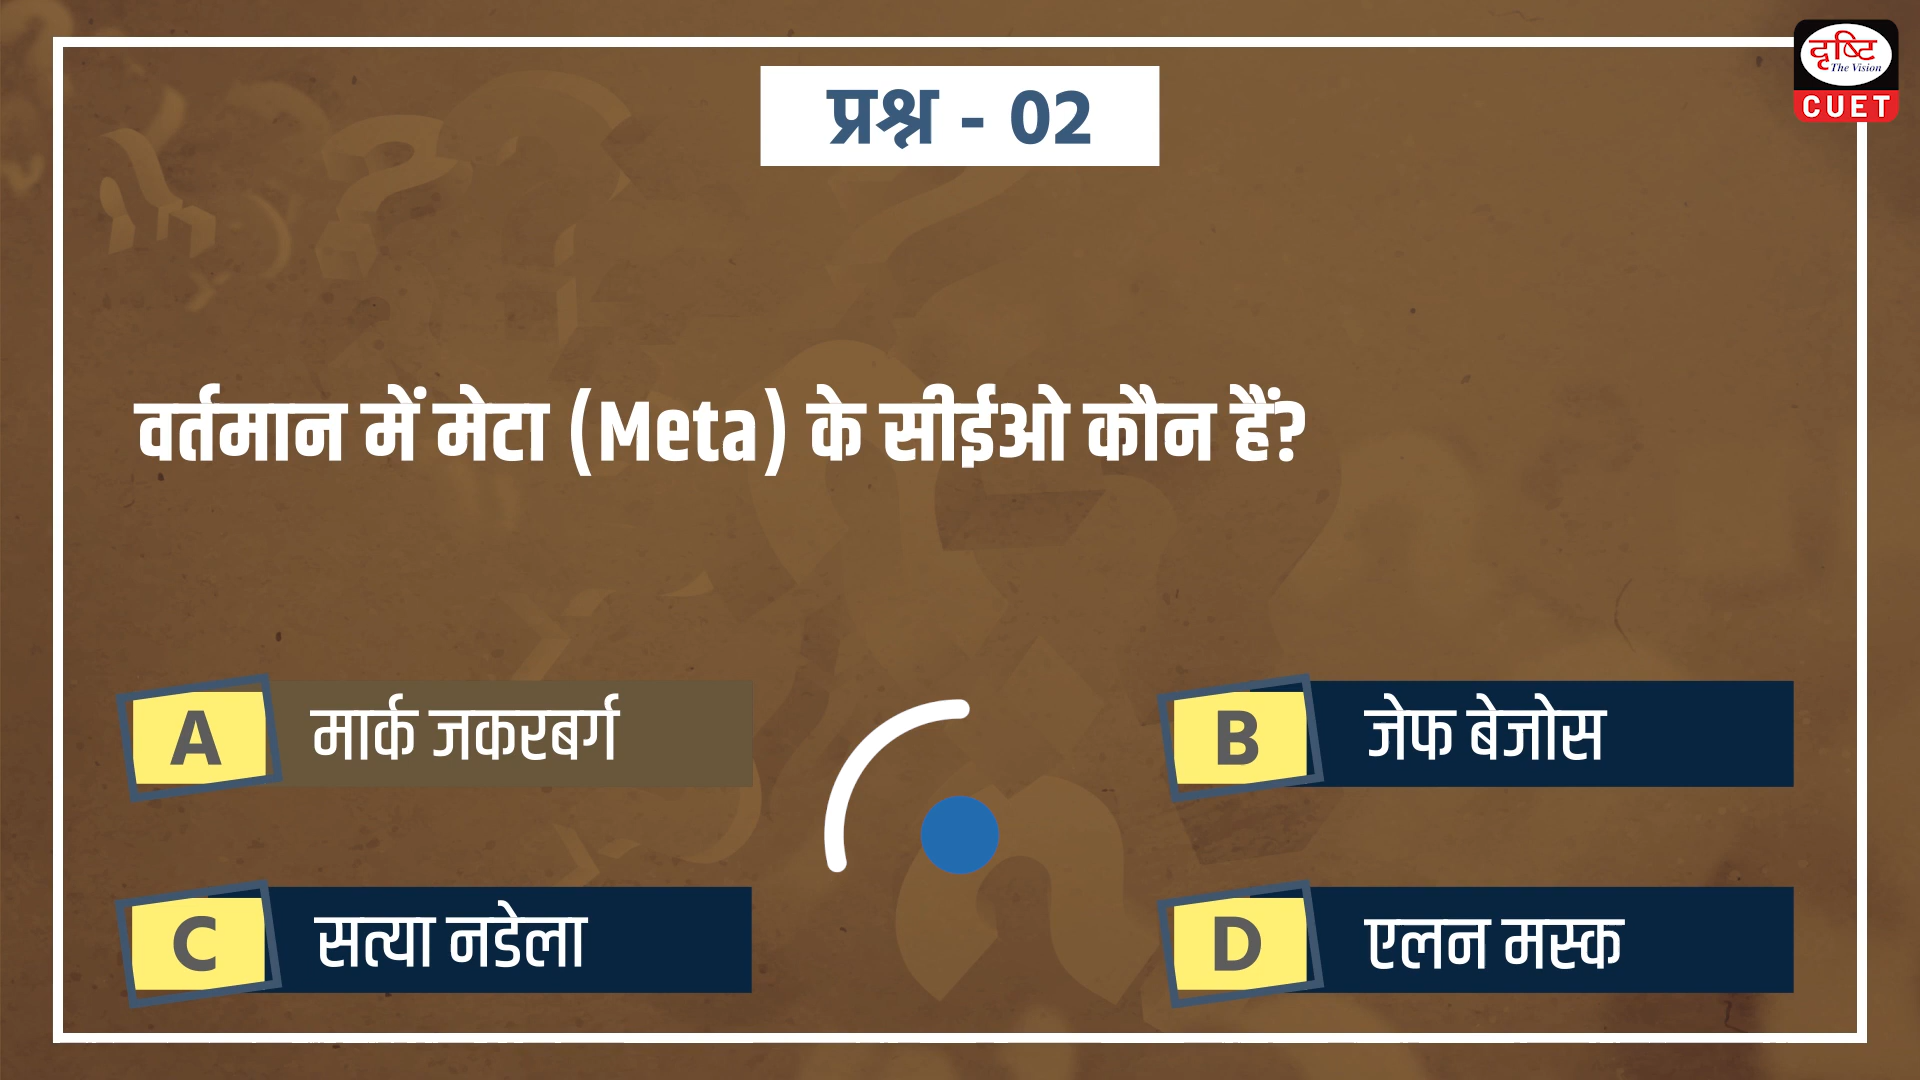 दृष्टि
The Vision
CUET
प्रश्न - 02
वर्तमान में मेटा (Meta) के सीईओ कौन हैं?
A मार्क जकरबर्ग
B जेफ बेजोस
C सत्या नडेला
D एलन मस्क